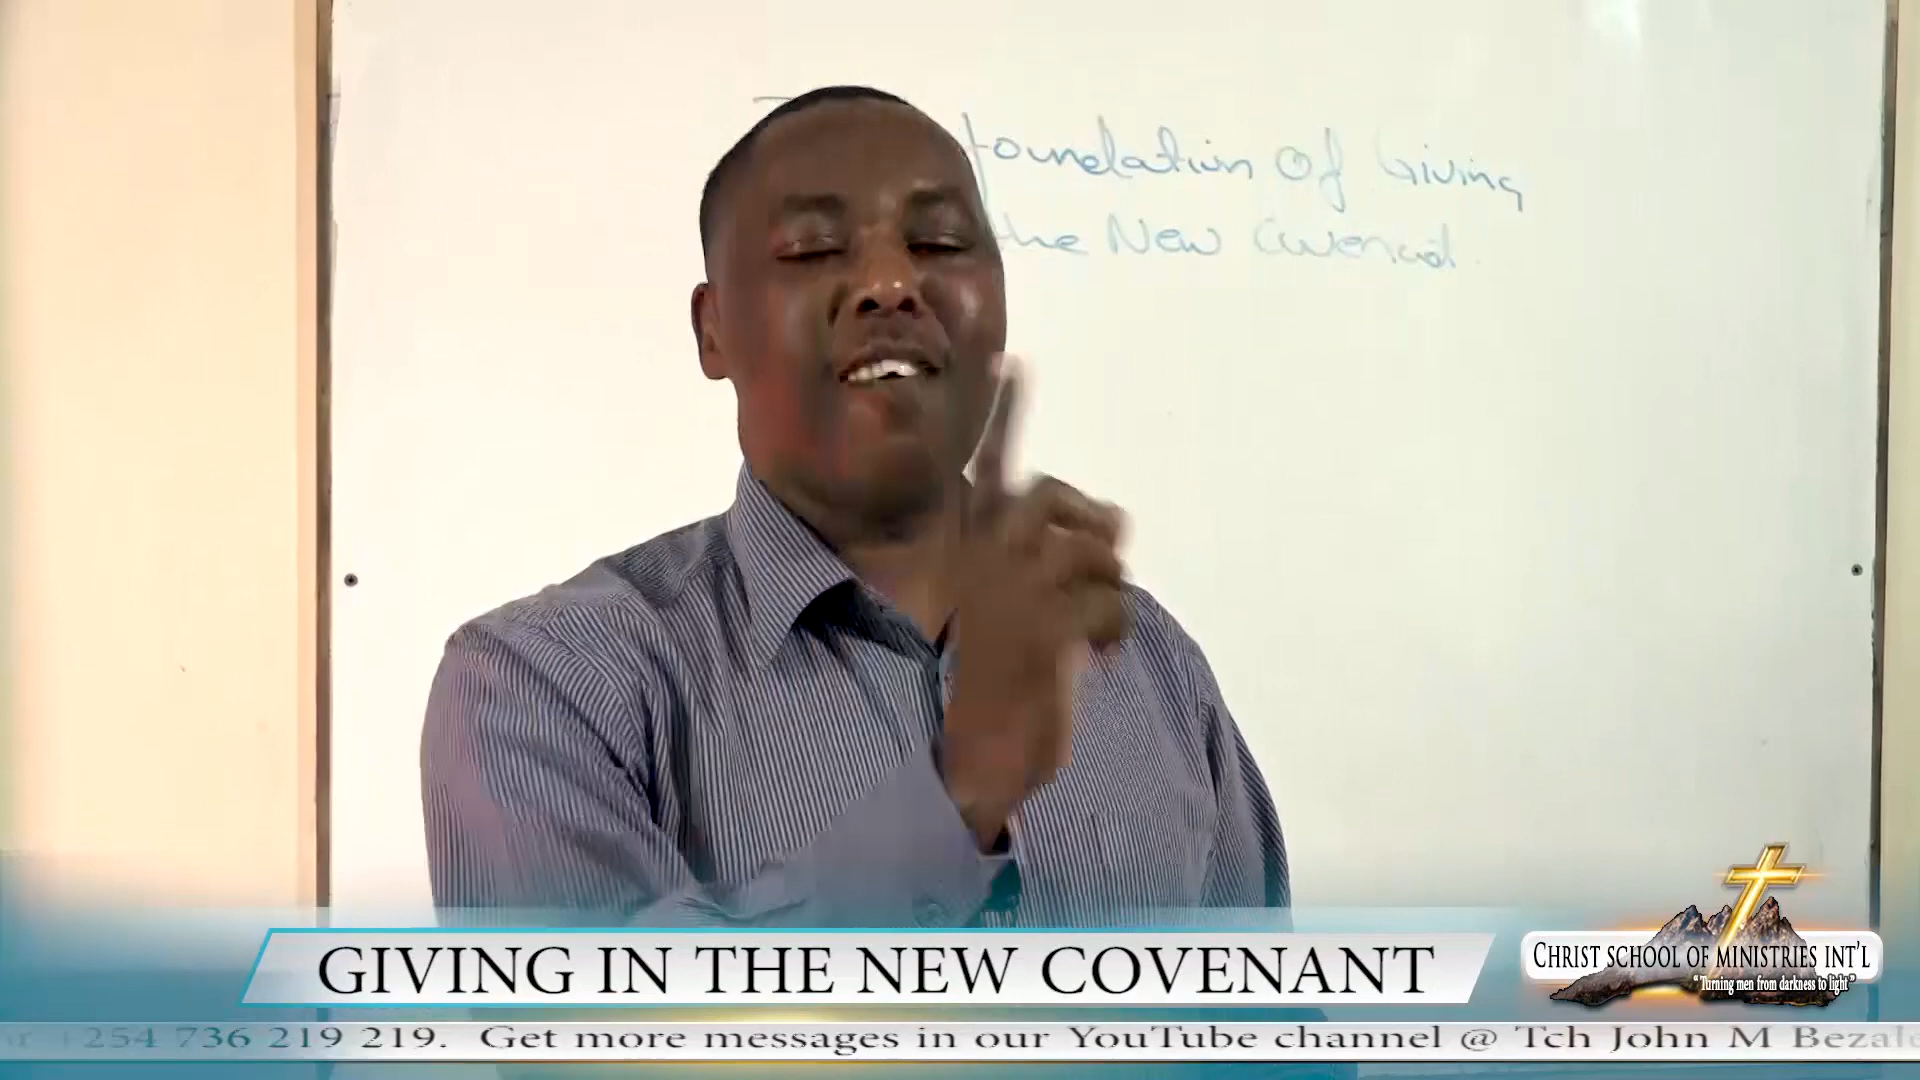 foundation Of Giving
the New Covenant.
GIVING IN THE NEW COVENANT
CHRIST SCHOOL OF MINISTRIES INT'L
"Turning men from darkness to light"
+254 736 219 219. Get more messages in our YouTube channel @ Tch John M